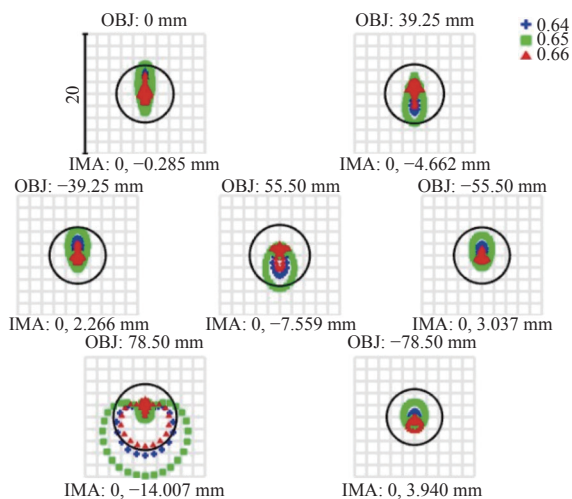 OBJ: 0 mm
OBJ: 39.25 mm
0.64
0.65
0.66
20
IMA: 0, −0.285 mm
IMA: 0, −4.662 mm
OBJ: −39.25 mm
OBJ: 55.50 mm
OBJ: −55.50 mm
IMA: 0, 2.266 mm
IMA: 0, −7.559 mm
IMA: 0, 3.037 mm
OBJ: 78.50 mm
OBJ: −78.50 mm
IMA: 0, −14.007 mm
IMA: 0, 3.940 mm